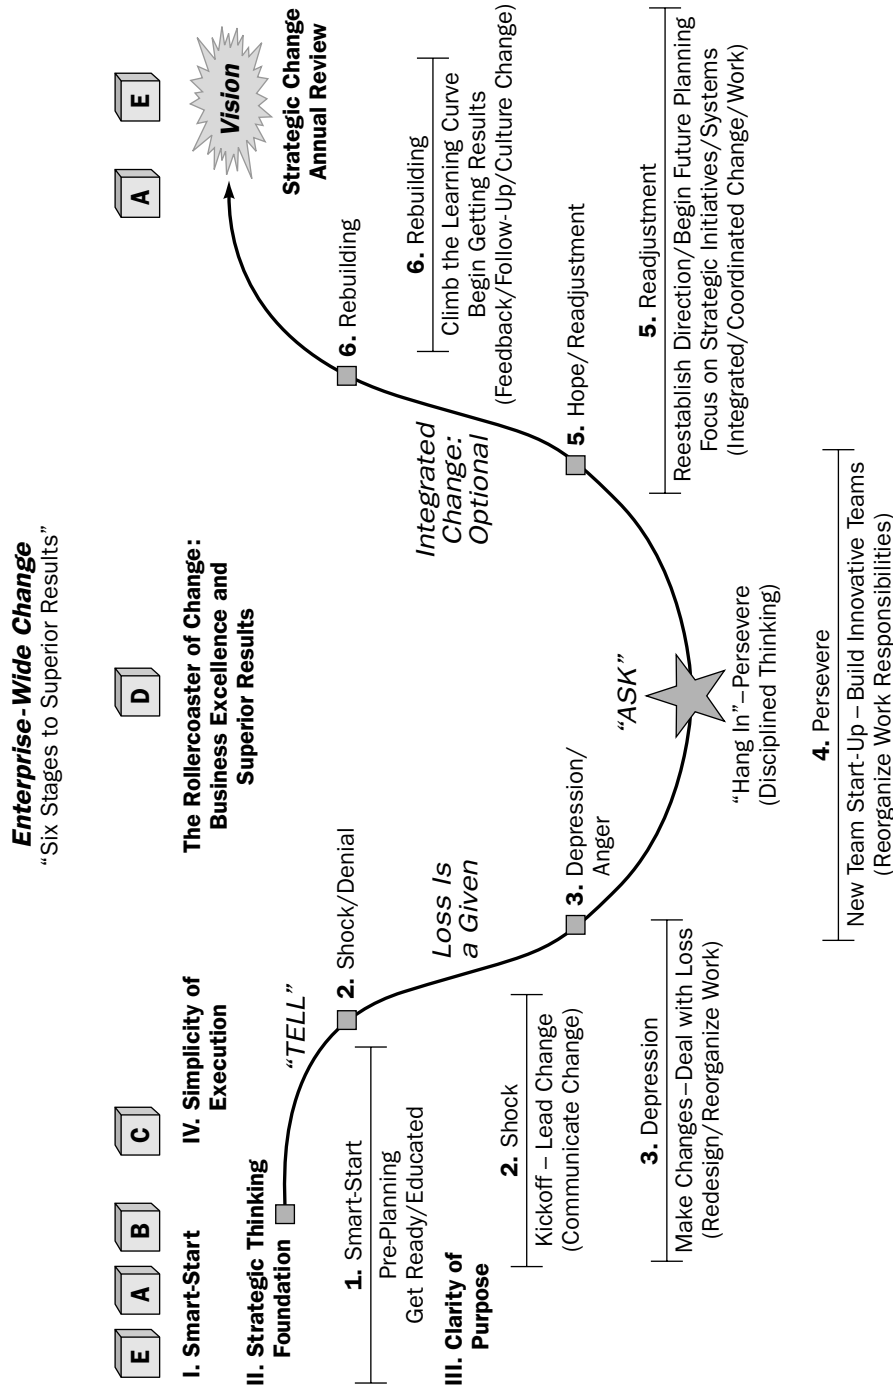 Enterprise-Wide Change
“Six Stages to Superior Results”
E
A
B
C
D
A
E
I. Smart-Start
IV. Simplicity of
Execution
The Rollercoaster of Change:
Business Excellence and
Superior Results
Vision
Strategic Change
Annual Review
II. Strategic Thinking
Foundation
“TELL”
2. Shock/Denial
6. Rebuilding
1. Smart-Start
Pre-Planning
Get Ready/Educated
Loss Is
a Given
Integrated
Change:
Optional
6. Rebuilding
Climb the Learning Curve
Begin Getting Results
(Feedback/Follow-Up/Culture Change)
III. Clarity of
Purpose
3. Depression/
Anger
“ASK”
5. Hope/Readjustment
2. Shock
Kickoff – Lead Change
(Communicate Change)
“Hang In”–Persevere
(Disciplined Thinking)
3. Depression
Make Changes–Deal with Loss
(Redesign/Reorganize Work)
5. Readjustment
Reestablish Direction/Begin Future Planning
Focus on Strategic Initiatives/Systems
(Integrated/Coordinated Change/Work)
4. Persevere
New Team Start-Up – Build Innovative Teams
(Reorganize Work Responsibilities)